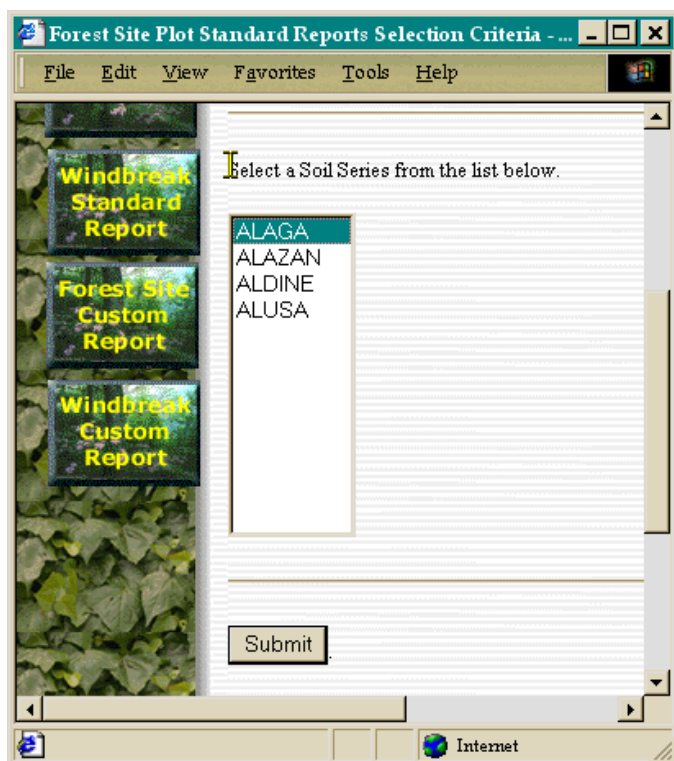 Forest Site Plot Standard Reports Selection Criteria - ...
File Edit View Favorites Tools Help
Windbreak
Standard
Report
Forest Site
Custom
Report
Windbreak
Custom
Report
Select a Soil Series from the list below.
ALAGA
ALAZAN
ALDINE
ALUSA
Submit
.
Internet